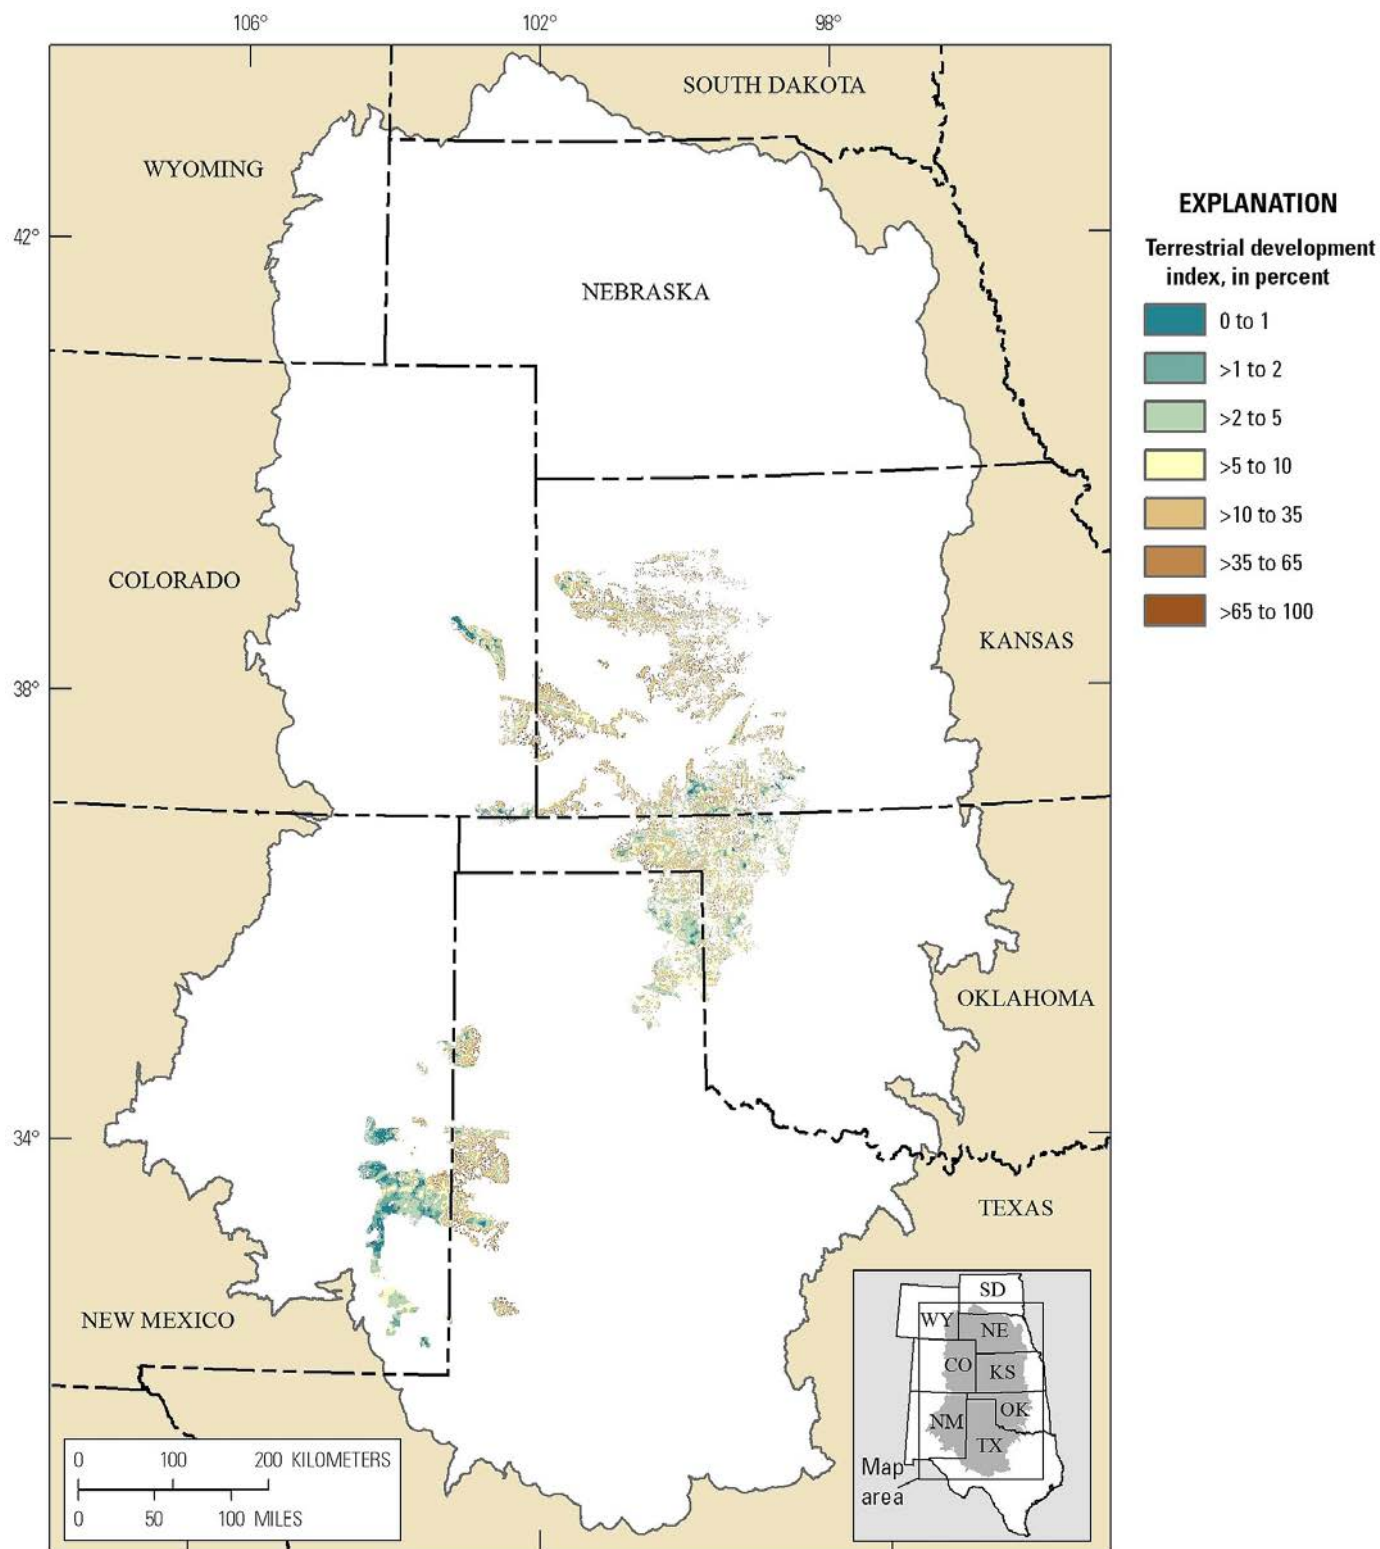 106°
102°
98°
SOUTH DAKOTA
WYOMING
42°
NEBRASKA
EXPLANATION
Terrestrial development
index, in percent
0 to 1
>1 to 2
>2 to 5
>5 to 10
>10 to 35
>35 to 65
>65 to 100
COLORADO
KANSAS
38°
OKLAHOMA
34°
TEXAS
NEW MEXICO
SD
WY
NE
CO
KS
NM
OK
TX
Map
area
0 100 200 KILOMETERS
0 50 100 MILES